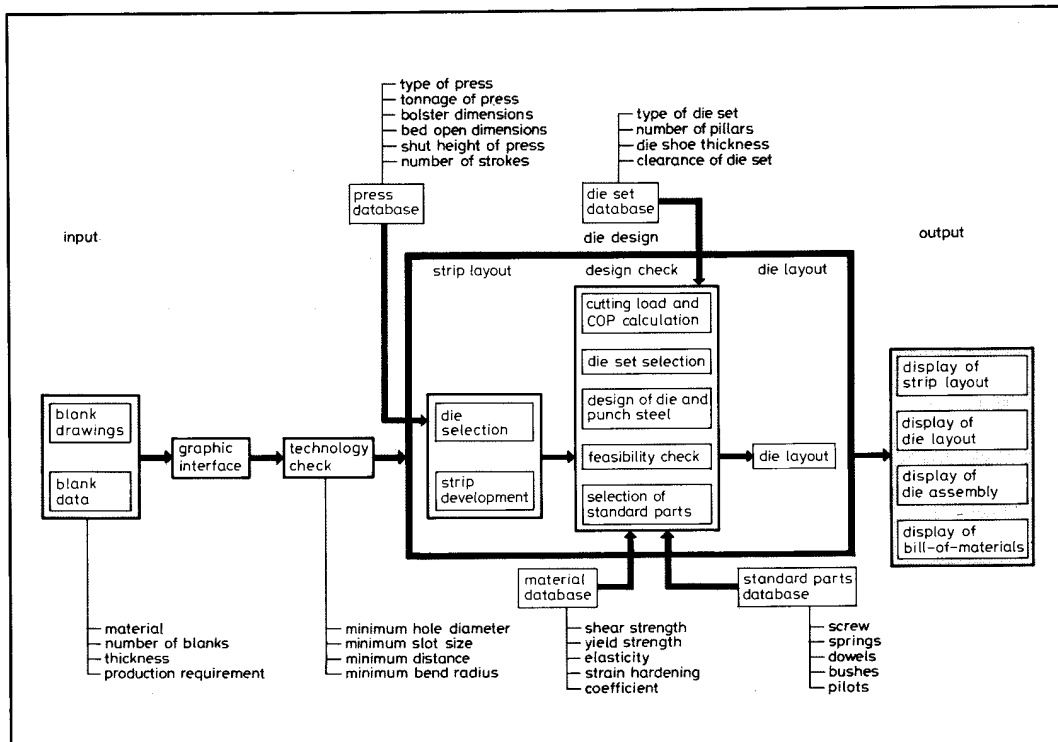 type of press
tonnage of press
bolster dimensions
bed open dimensions
shut height of press
number of strokes
press
database
type of die set
number of pillars
die shoe thickness
clearance of die set
die set
database
input
die design
output
strip layout
design check
die layout
blank
drawings
blank
data
graphic
interface
technology
check
die
selection
strip
development
cutting load and
COP calculation
die set selection
design of die and
punch steel
feasibility check
selection of
standard parts
die layout
display of
strip layout
display of
die layout
display of
die assembly
display of
bill-of-materials
material
number of blanks
thickness
production requirement
minimum hole diameter
minimum slot size
minimum distance
minimum bend radius
material
database
shear strength
yield strength
elasticity
strain hardening
coefficient
standard parts
database
screw
springs
dowels
bushes
pilots